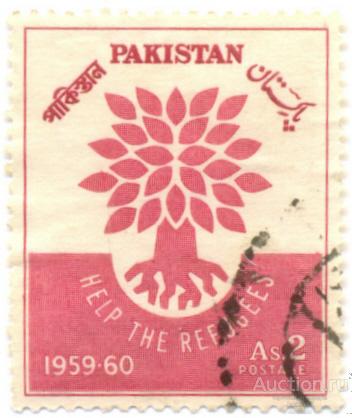 PAKISTAN
পাকিস্তান
پاکستان
HELP THE REFUGEES
1959-60
As. 2
POSTAGE
Auction.ru